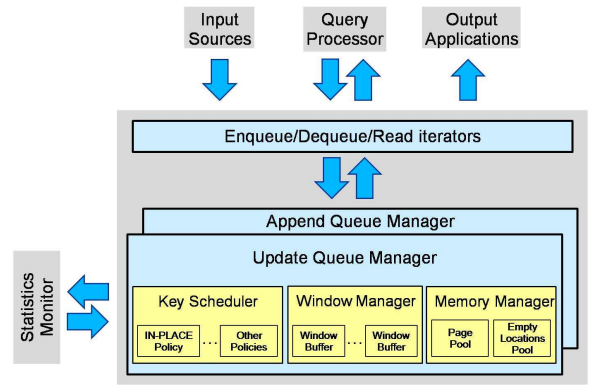 Input
Sources
Query
Processor
Output
Applications
Enqueue/Dequeue/Read iterators
Append Queue Manager
Update Queue Manager
Statistics
Monitor
Key Scheduler
IN-PLACE
Policy
...
Other
Policies
Window Manager
Window
Buffer
...
Window
Buffer
Memory Manager
Page
Pool
Empty
Locations
Pool